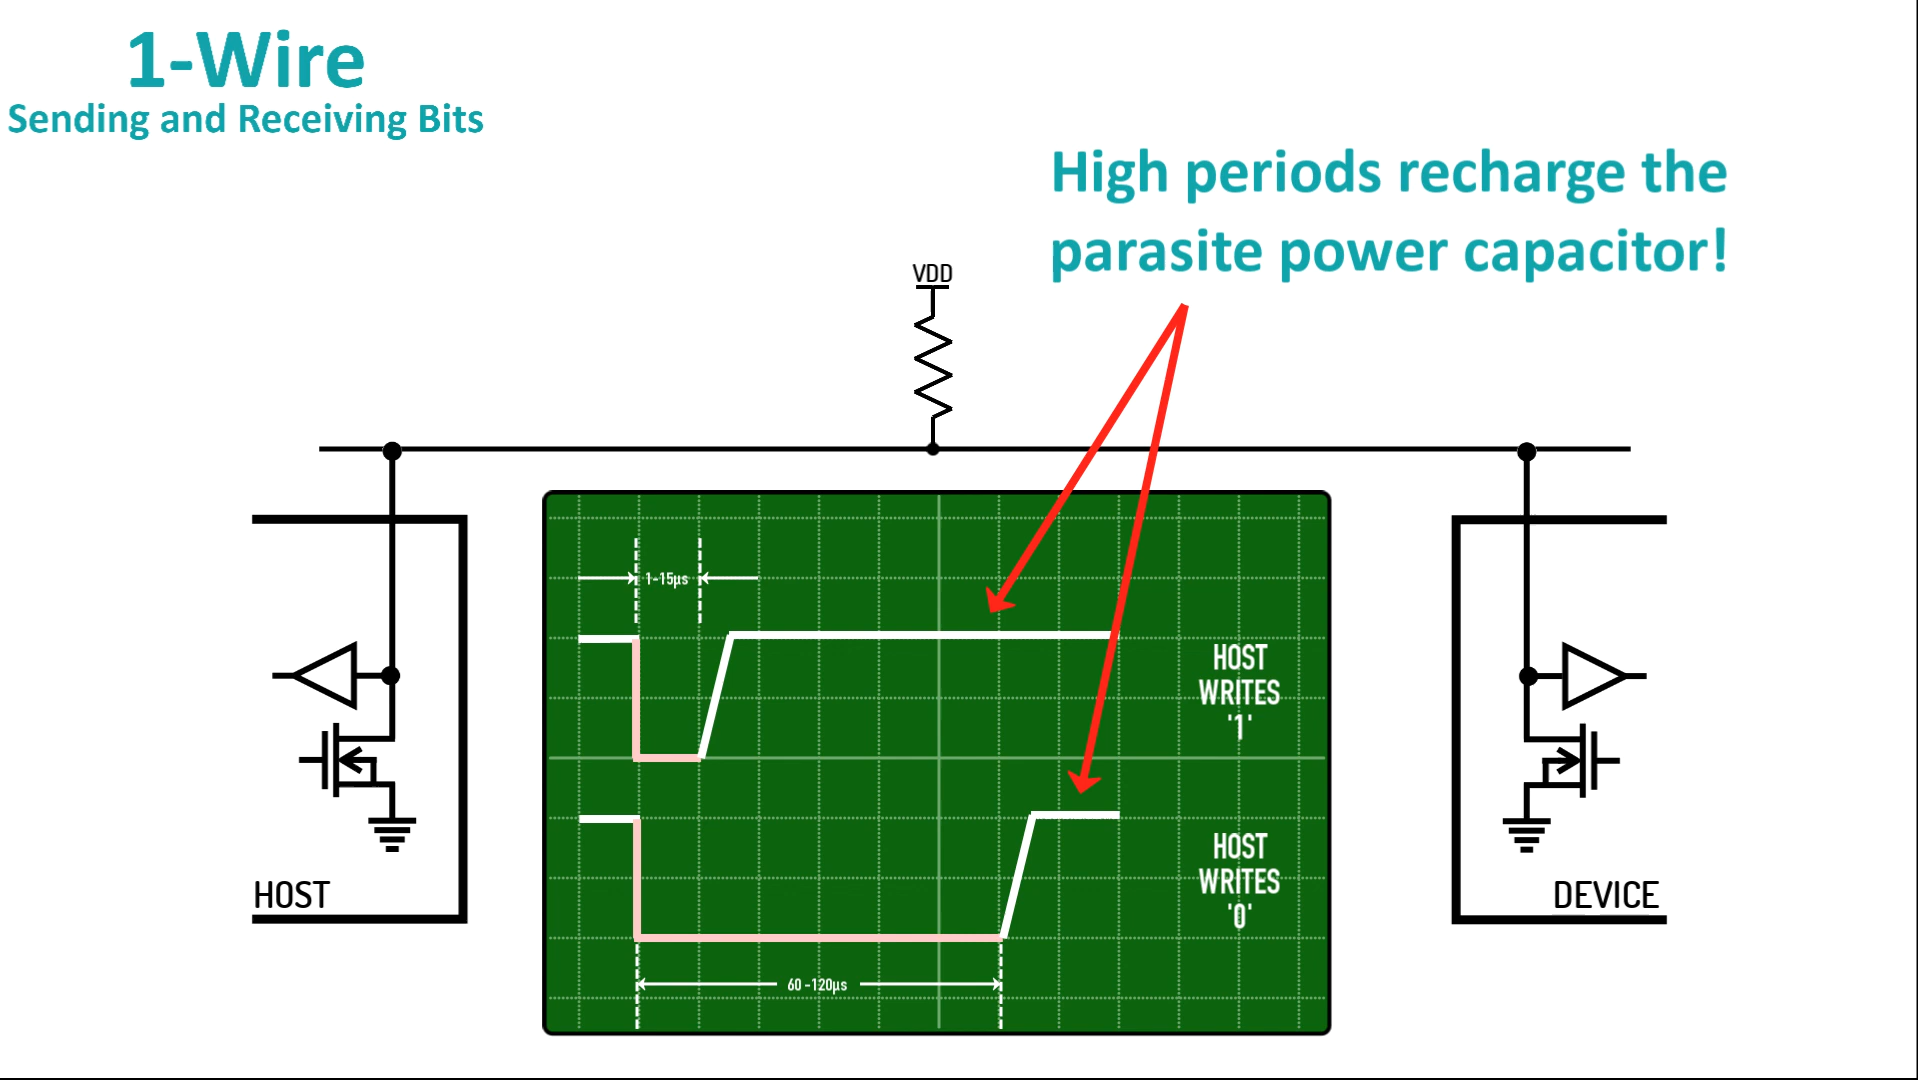 1-Wire
Sending and Receiving Bits
High periods recharge the
parasite power capacitor!
VDD
1-15µs
HOST
WRITES
'1'
HOST
WRITES
'0'
60 -120µs
HOST
DEVICE